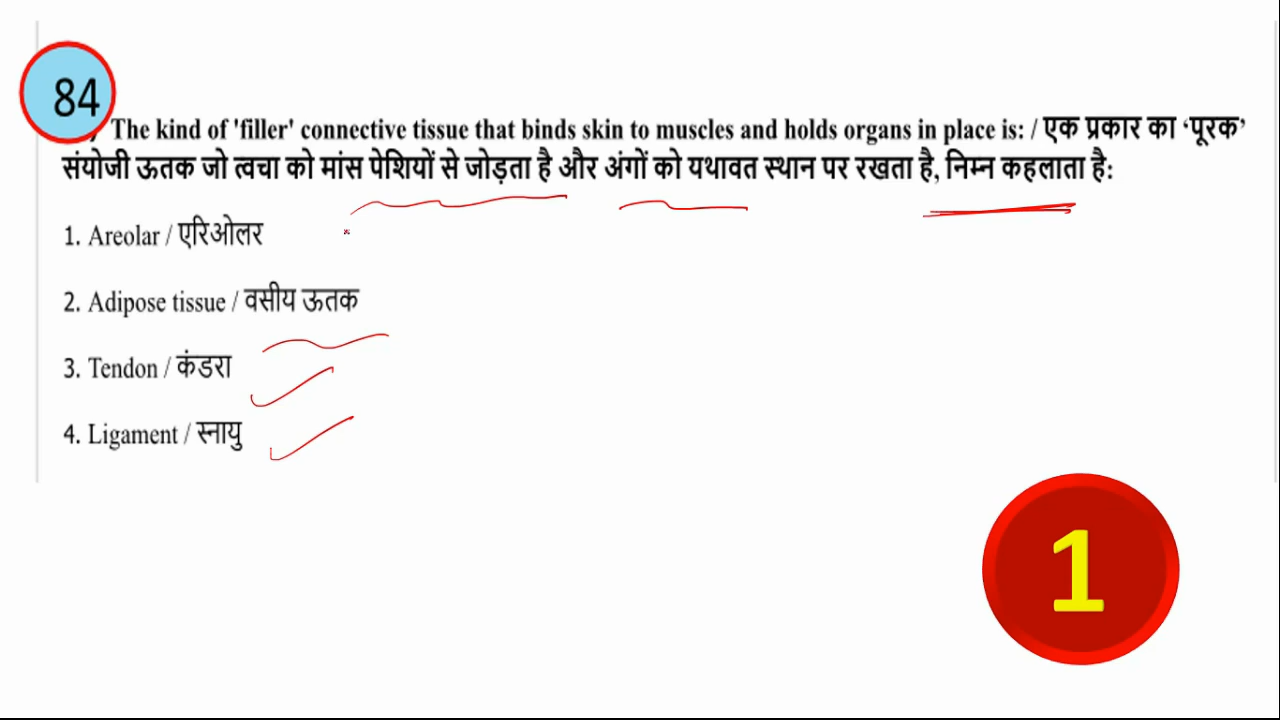 84
The kind of 'filler' connective tissue that binds skin to muscles and holds organs in place is: / एक प्रकार का ‘पूरक’
संयोजी ऊतक जो त्वचा को मांस पेशियों से जोड़ता है और अंगों को यथावत स्थान पर रखता है, निम्न कहलाता है:
1. Areolar / एरिओलर
2. Adipose tissue / वसीय ऊतक
3. Tendon / कंडरा
4. Ligament / स्नायु
1